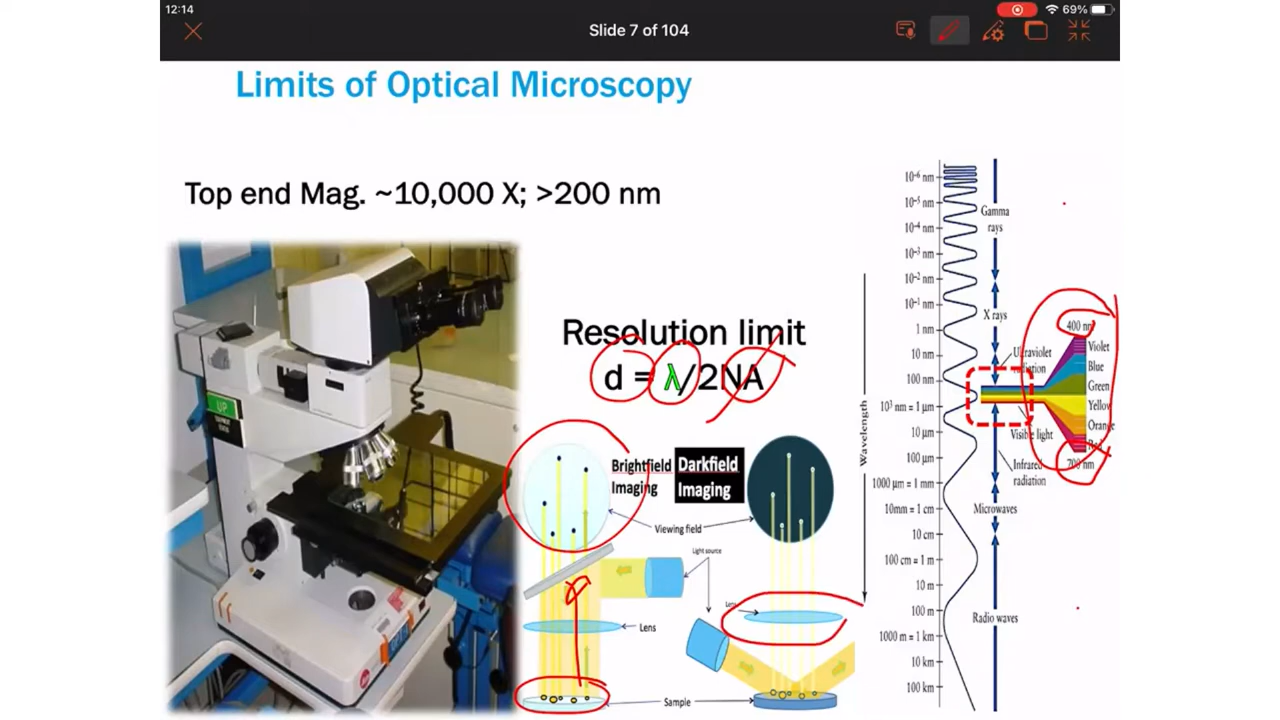 12:14
69%
Slide 7 of 104
Limits of Optical Microscopy
Top end Mag. ~10,000 X; >200 nm
UP
Resolution limit
d = λ/2NA
Brightfield
Imaging
Darkfield
Imaging
Viewing field
Light source
Lens
Lens
Sample
Wavelength
10⁻⁶ nm
10⁻⁵ nm
10⁻⁴ nm
10⁻³ nm
10⁻² nm
10⁻¹ nm
1 nm
10 nm
100 nm
10³ nm = 1 µm
10 µm
100 µm
1000 µm = 1 mm
10mm = 1 cm
10 cm
100 cm = 1 m
10 m
100 m
1000 m = 1 km
10 km
100 km
Gamma
rays
X rays
Ultraviolet
radiation
Visible light
Infrared
radiation
Microwaves
Radio waves
400 nm
Violet
Blue
Green
Yellow
Orange
Red
700 nm